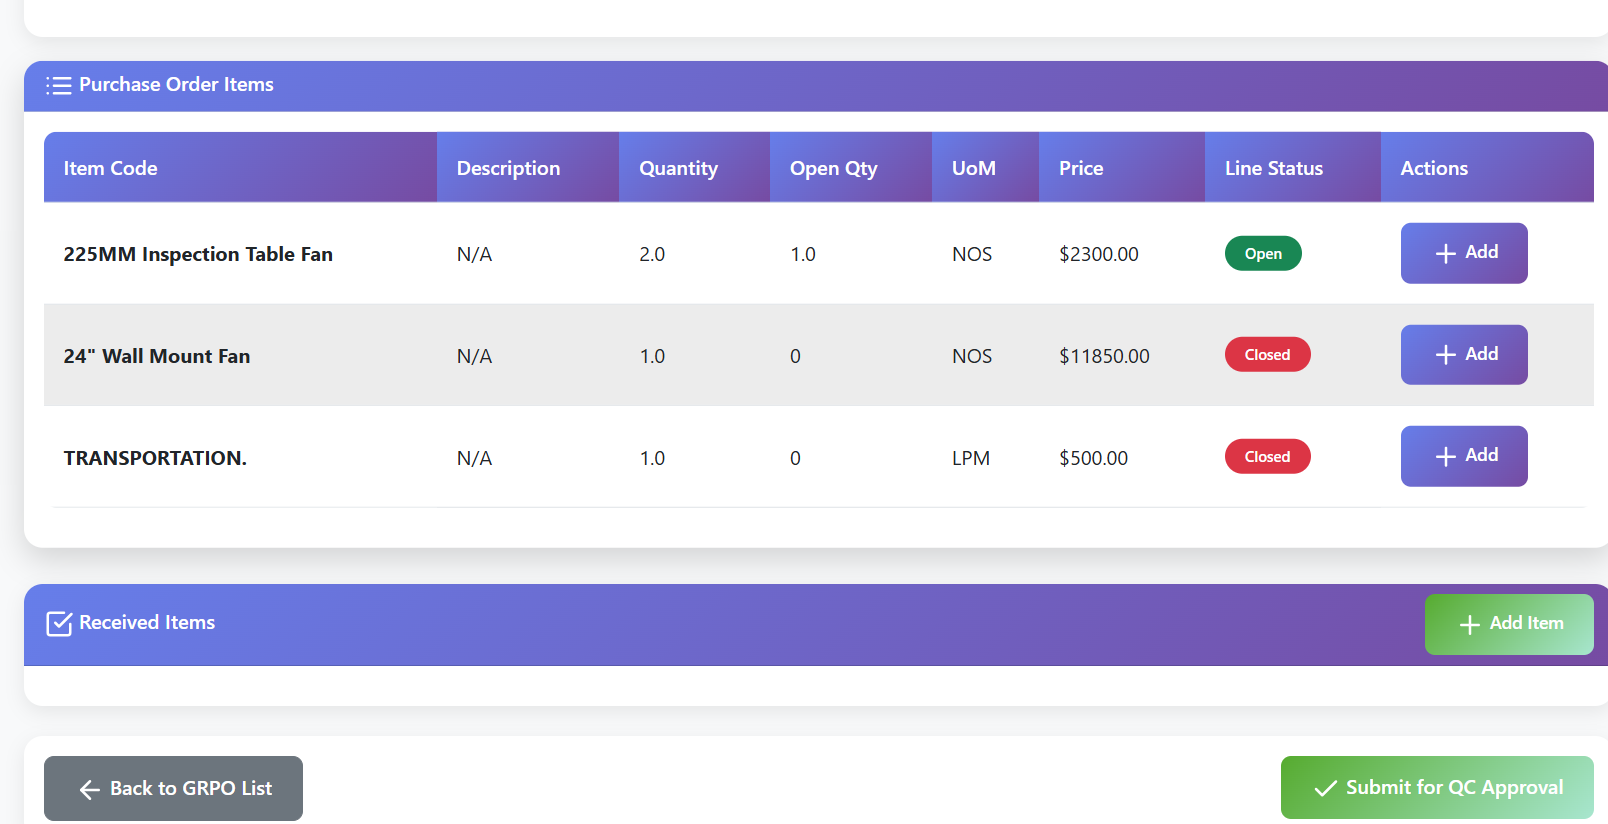 Purchase Order Items
Item Code Description Quantity Open Qty UoM Price Line Status Actions
225MM Inspection Table Fan N/A 2.0 1.0 NOS $2300.00 Open Add
24" Wall Mount Fan N/A 1.0 0 NOS $11850.00 Closed Add
TRANSPORTATION. N/A 1.0 0 LPM $500.00 Closed Add
Received Items Add Item
Back to GRPO List Submit for QC Approval